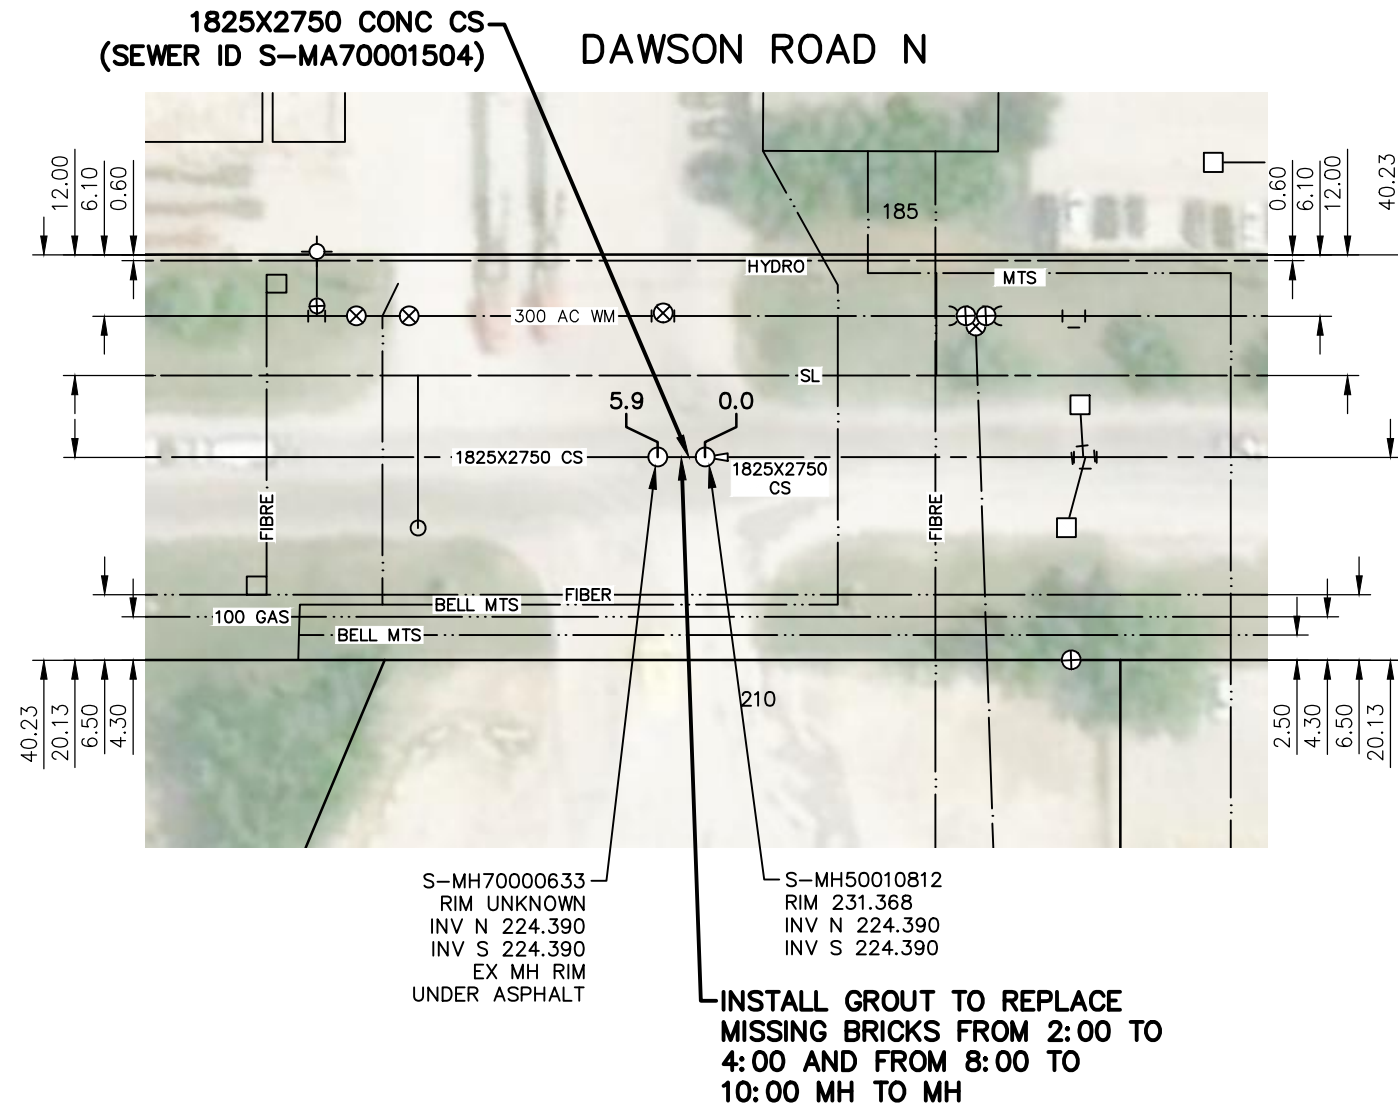 1825X2750 CONC CS
(SEWER ID S-MA70001504)
DAWSON ROAD N
12.00
6.10
0.60
0.60
6.10
12.00
40.23
185
HYDRO
MTS
300 AC WM
SL
5.9
0.0
1825X2750 CS
1825X2750
CS
FIBRE
FIBRE
FIBER
BELL MTS
100 GAS
BELL MTS
210
40.23
20.13
6.50
4.30
2.50
4.30
6.50
20.13
S-MH70000633
RIM UNKNOWN
INV N 224.390
INV S 224.390
EX MH RIM
UNDER ASPHALT
S-MH50010812
RIM 231.368
INV N 224.390
INV S 224.390
INSTALL GROUT TO REPLACE
MISSING BRICKS FROM 2:00 TO
4:00 AND FROM 8:00 TO
10:00 MH TO MH